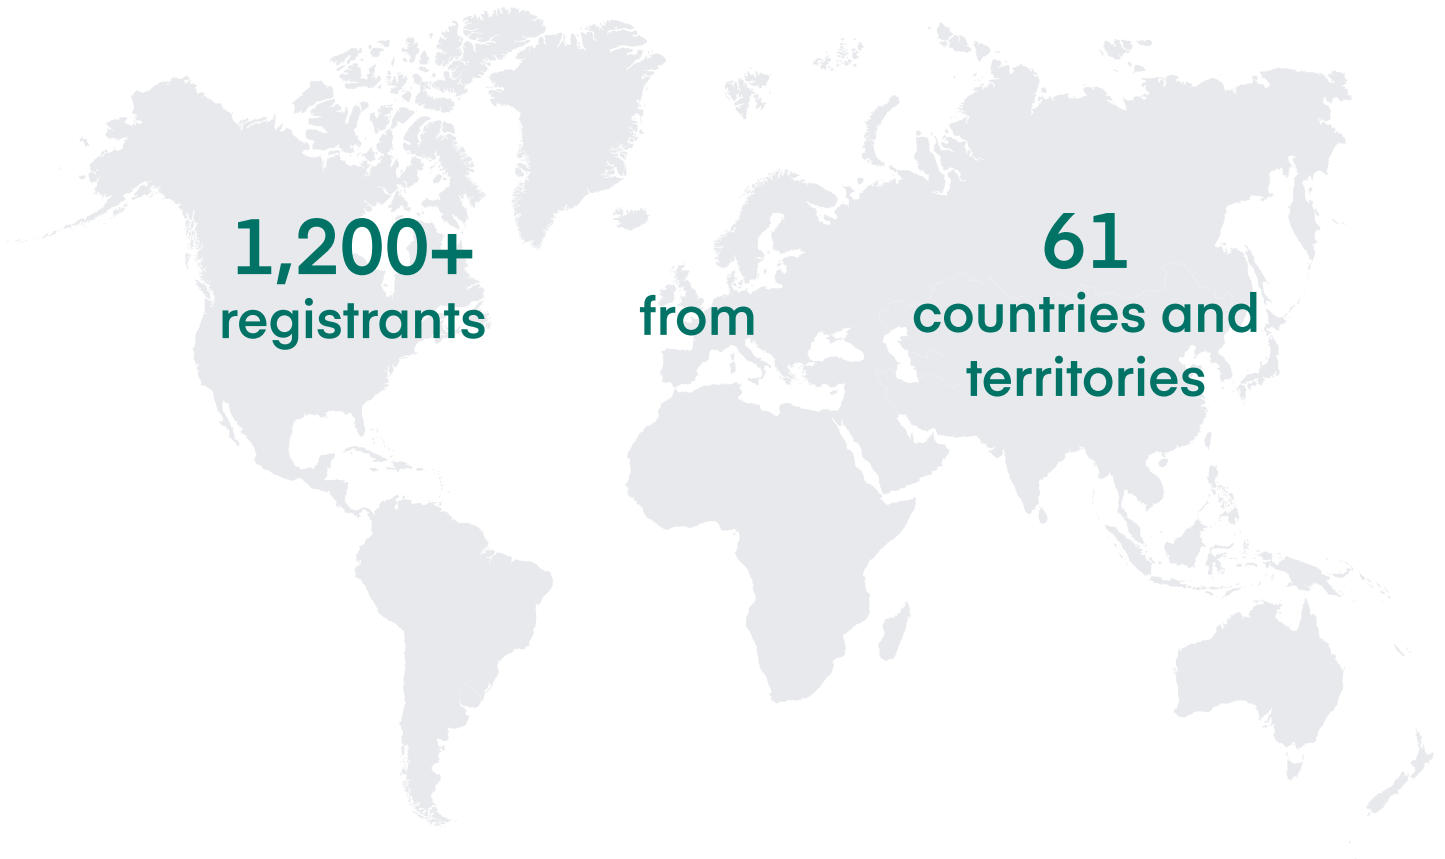 1,200+
registrants
from
61
countries and
territories